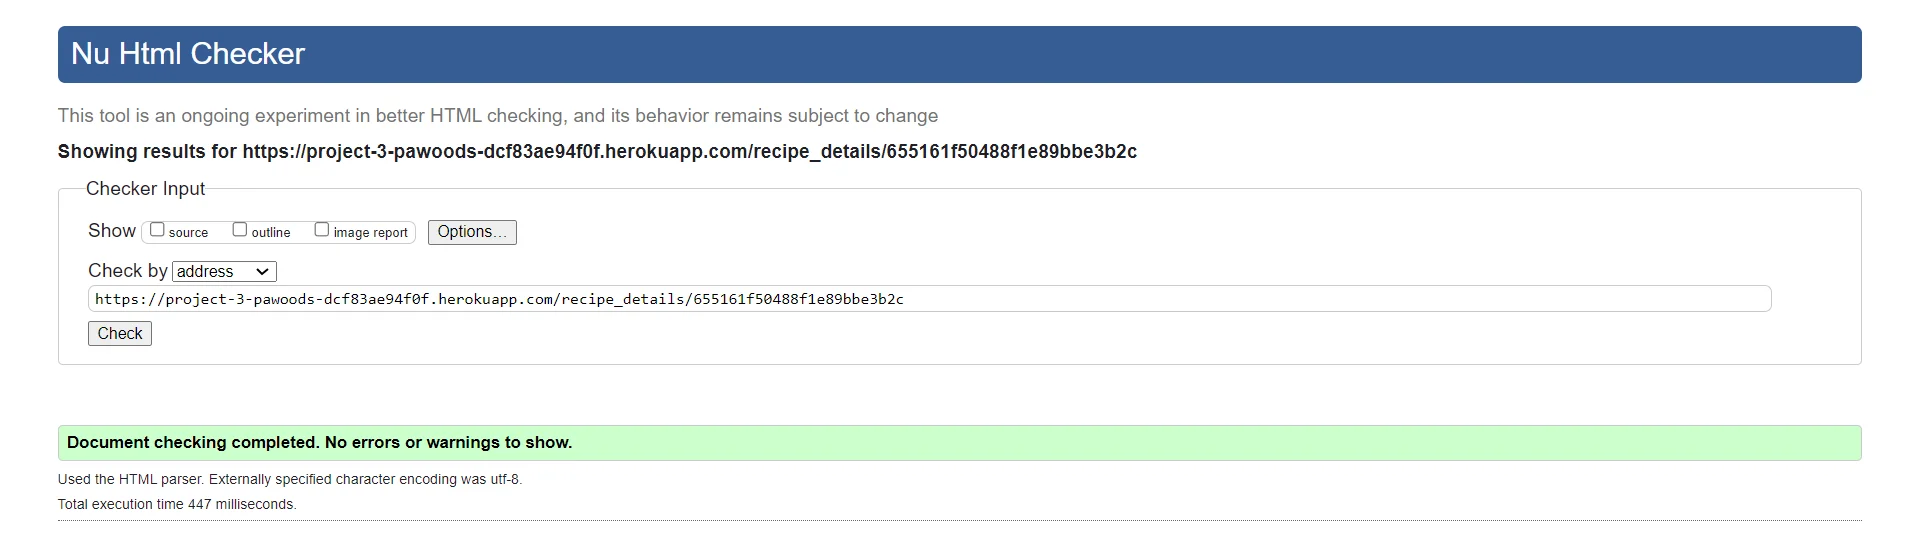 Nu Html Checker
This tool is an ongoing experiment in better HTML checking, and its behavior remains subject to change
Showing results for https://project-3-pawoods-dcf83ae94f0f.herokuapp.com/recipe_details/655161f50488f1e89bbe3b2c
Checker Input
Show source outline image report Options...
Check by address
https://project-3-pawoods-dcf83ae94f0f.herokuapp.com/recipe_details/655161f50488f1e89bbe3b2c
Check
Document checking completed. No errors or warnings to show.
Used the HTML parser. Externally specified character encoding was utf-8.
Total execution time 447 milliseconds.